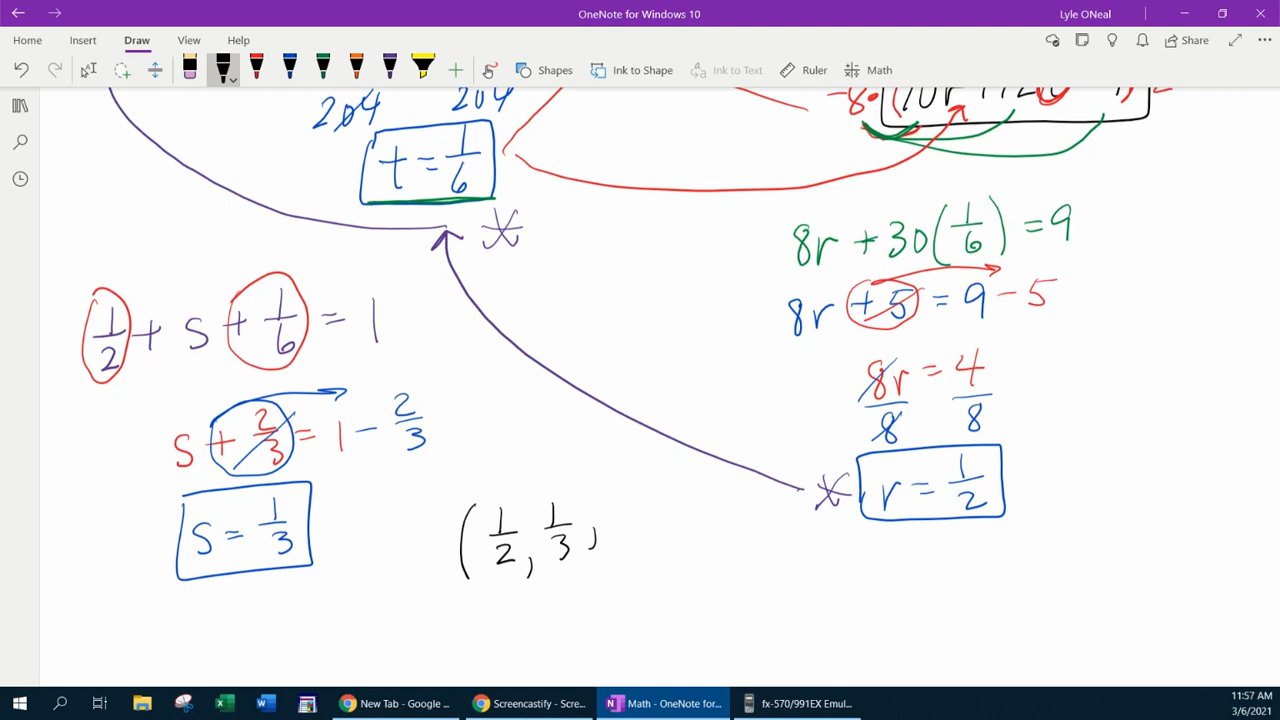 OneNote for Windows 10
Lyle ONeal
Home Insert Draw View Help
Share
Shapes Ink to Shape Ink to Text Ruler Math
204 204
t = 1/6
-8·
8r + 30(1/6) = 9
8r + 5 = 9 - 5
1/2 + s + 1/6 = 1
8r/8 = 4/8
s + 2/3 = 1 - 2/3
r = 1/2
s = 1/3
(1/2, 1/3,
New Tab - Google ...
Screencastify - Scre...
Math - OneNote for...
fx-570/991EX Emul...
11:57 AM
3/6/2021